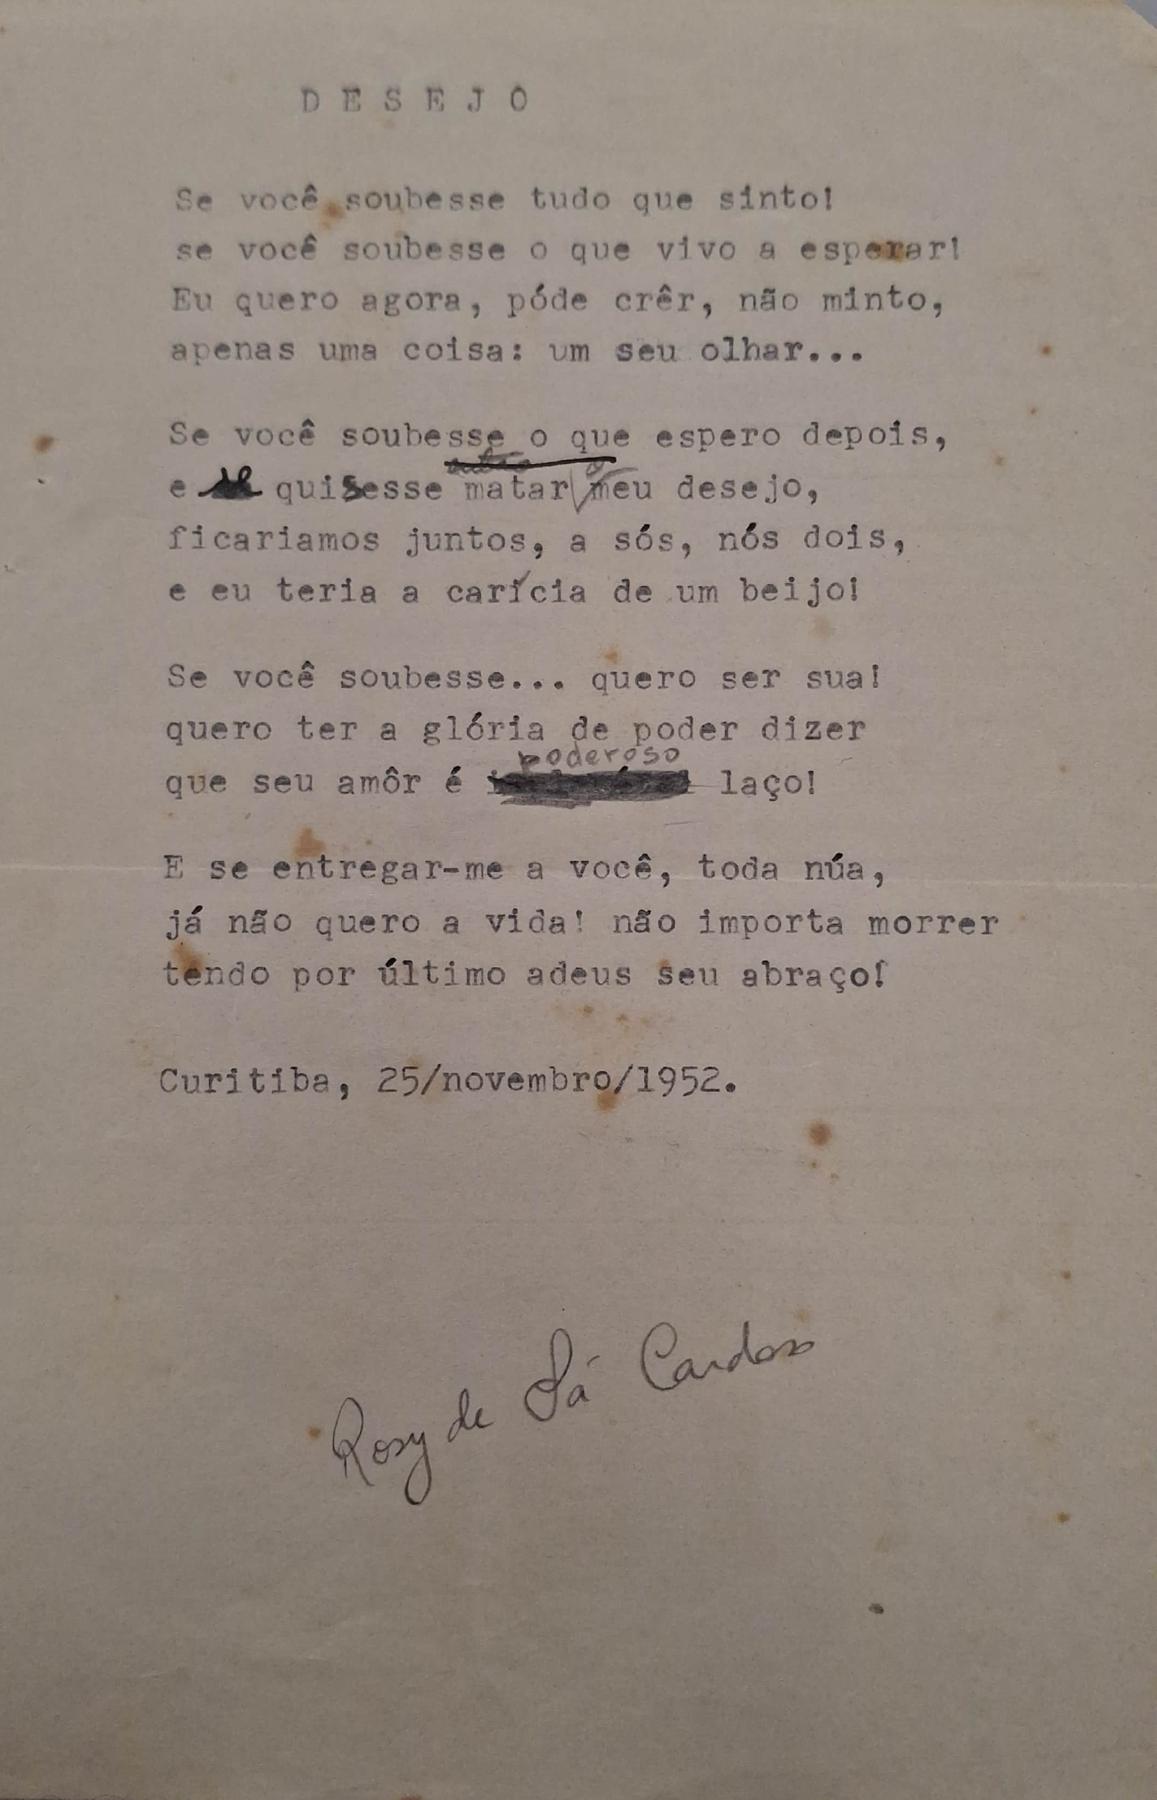 DESEJO
Se você soubesse tudo que sinto!
se você soubesse o que vivo a esperar!
Eu quero agora, póde crêr, não minto,
apenas uma coisa: um seu olhar...
Se você soubesse o que espero depois,
e quisesse matar o meu desejo,
ficariamos juntos, a sós, nós dois,
e eu teria a carícia de um beijo!
Se você soubesse... quero ser sua!
quero ter a glória de poder dizer
poderoso
que seu amôr é laço!
E se entregar-me a você, toda núa,
já não quero a vida! não importa morrer
tendo por último adeus seu abraço!
Curitiba, 25/novembro/1952.
Rosy de Sá Cardoso